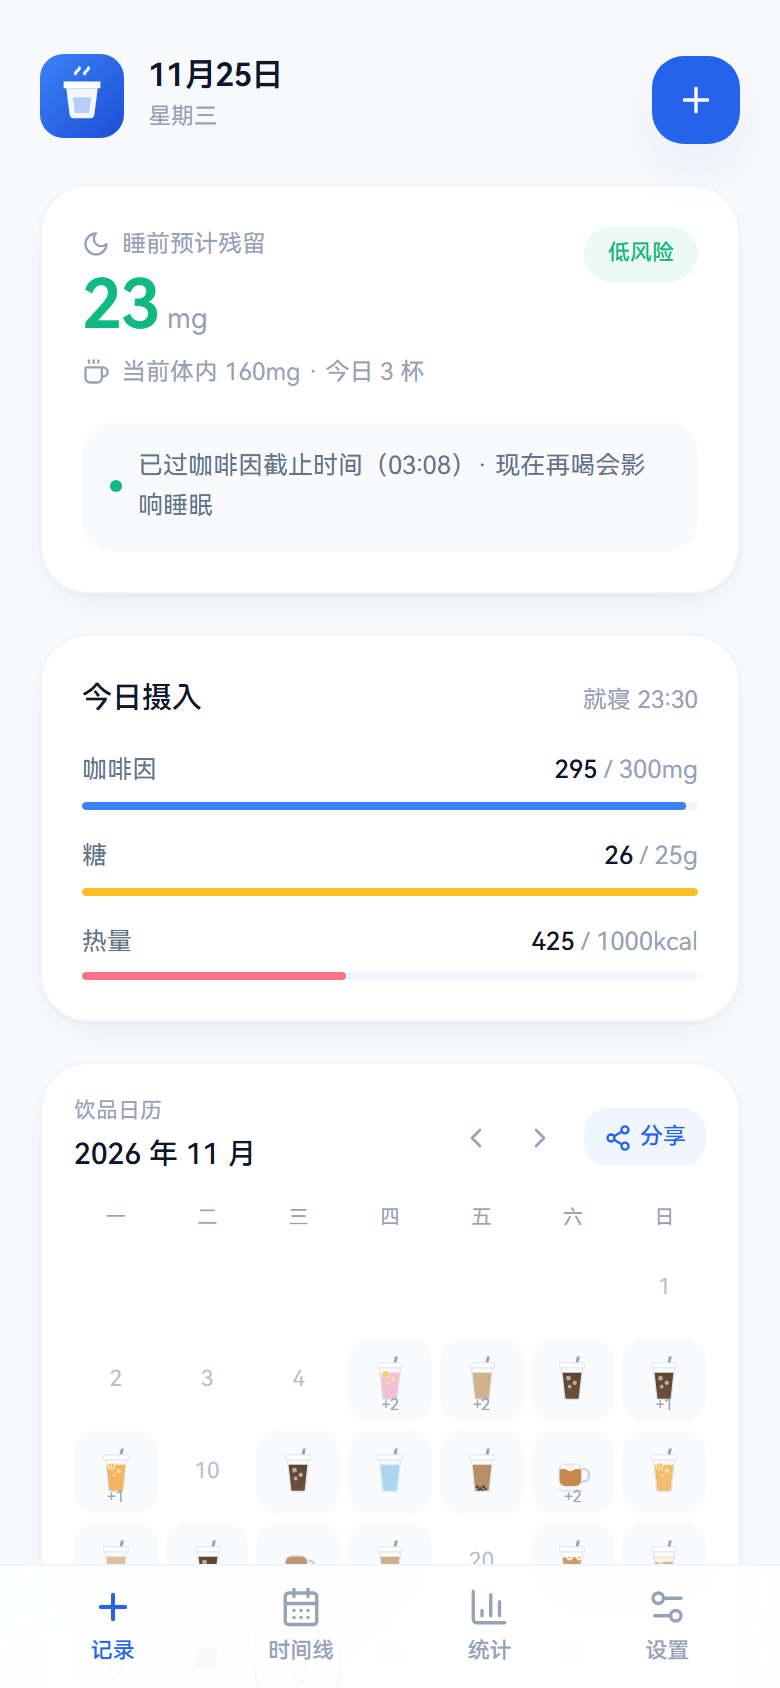 11月25日
星期三
睡前预计残留
低风险
23 mg
当前体内 160mg · 今日 3 杯
已过咖啡因截止时间（03:08） · 现在再喝会影
响睡眠
今日摄入
就寝 23:30
咖啡因
295 / 300mg
糖
26 / 25g
热量
425 / 1000kcal
饮品日历
2026 年 11 月
分享
一 二 三 四 五 六 日
1
2 3 4 +2 +2 +1
+1 10 +2
20
记录 时间线 统计 设置